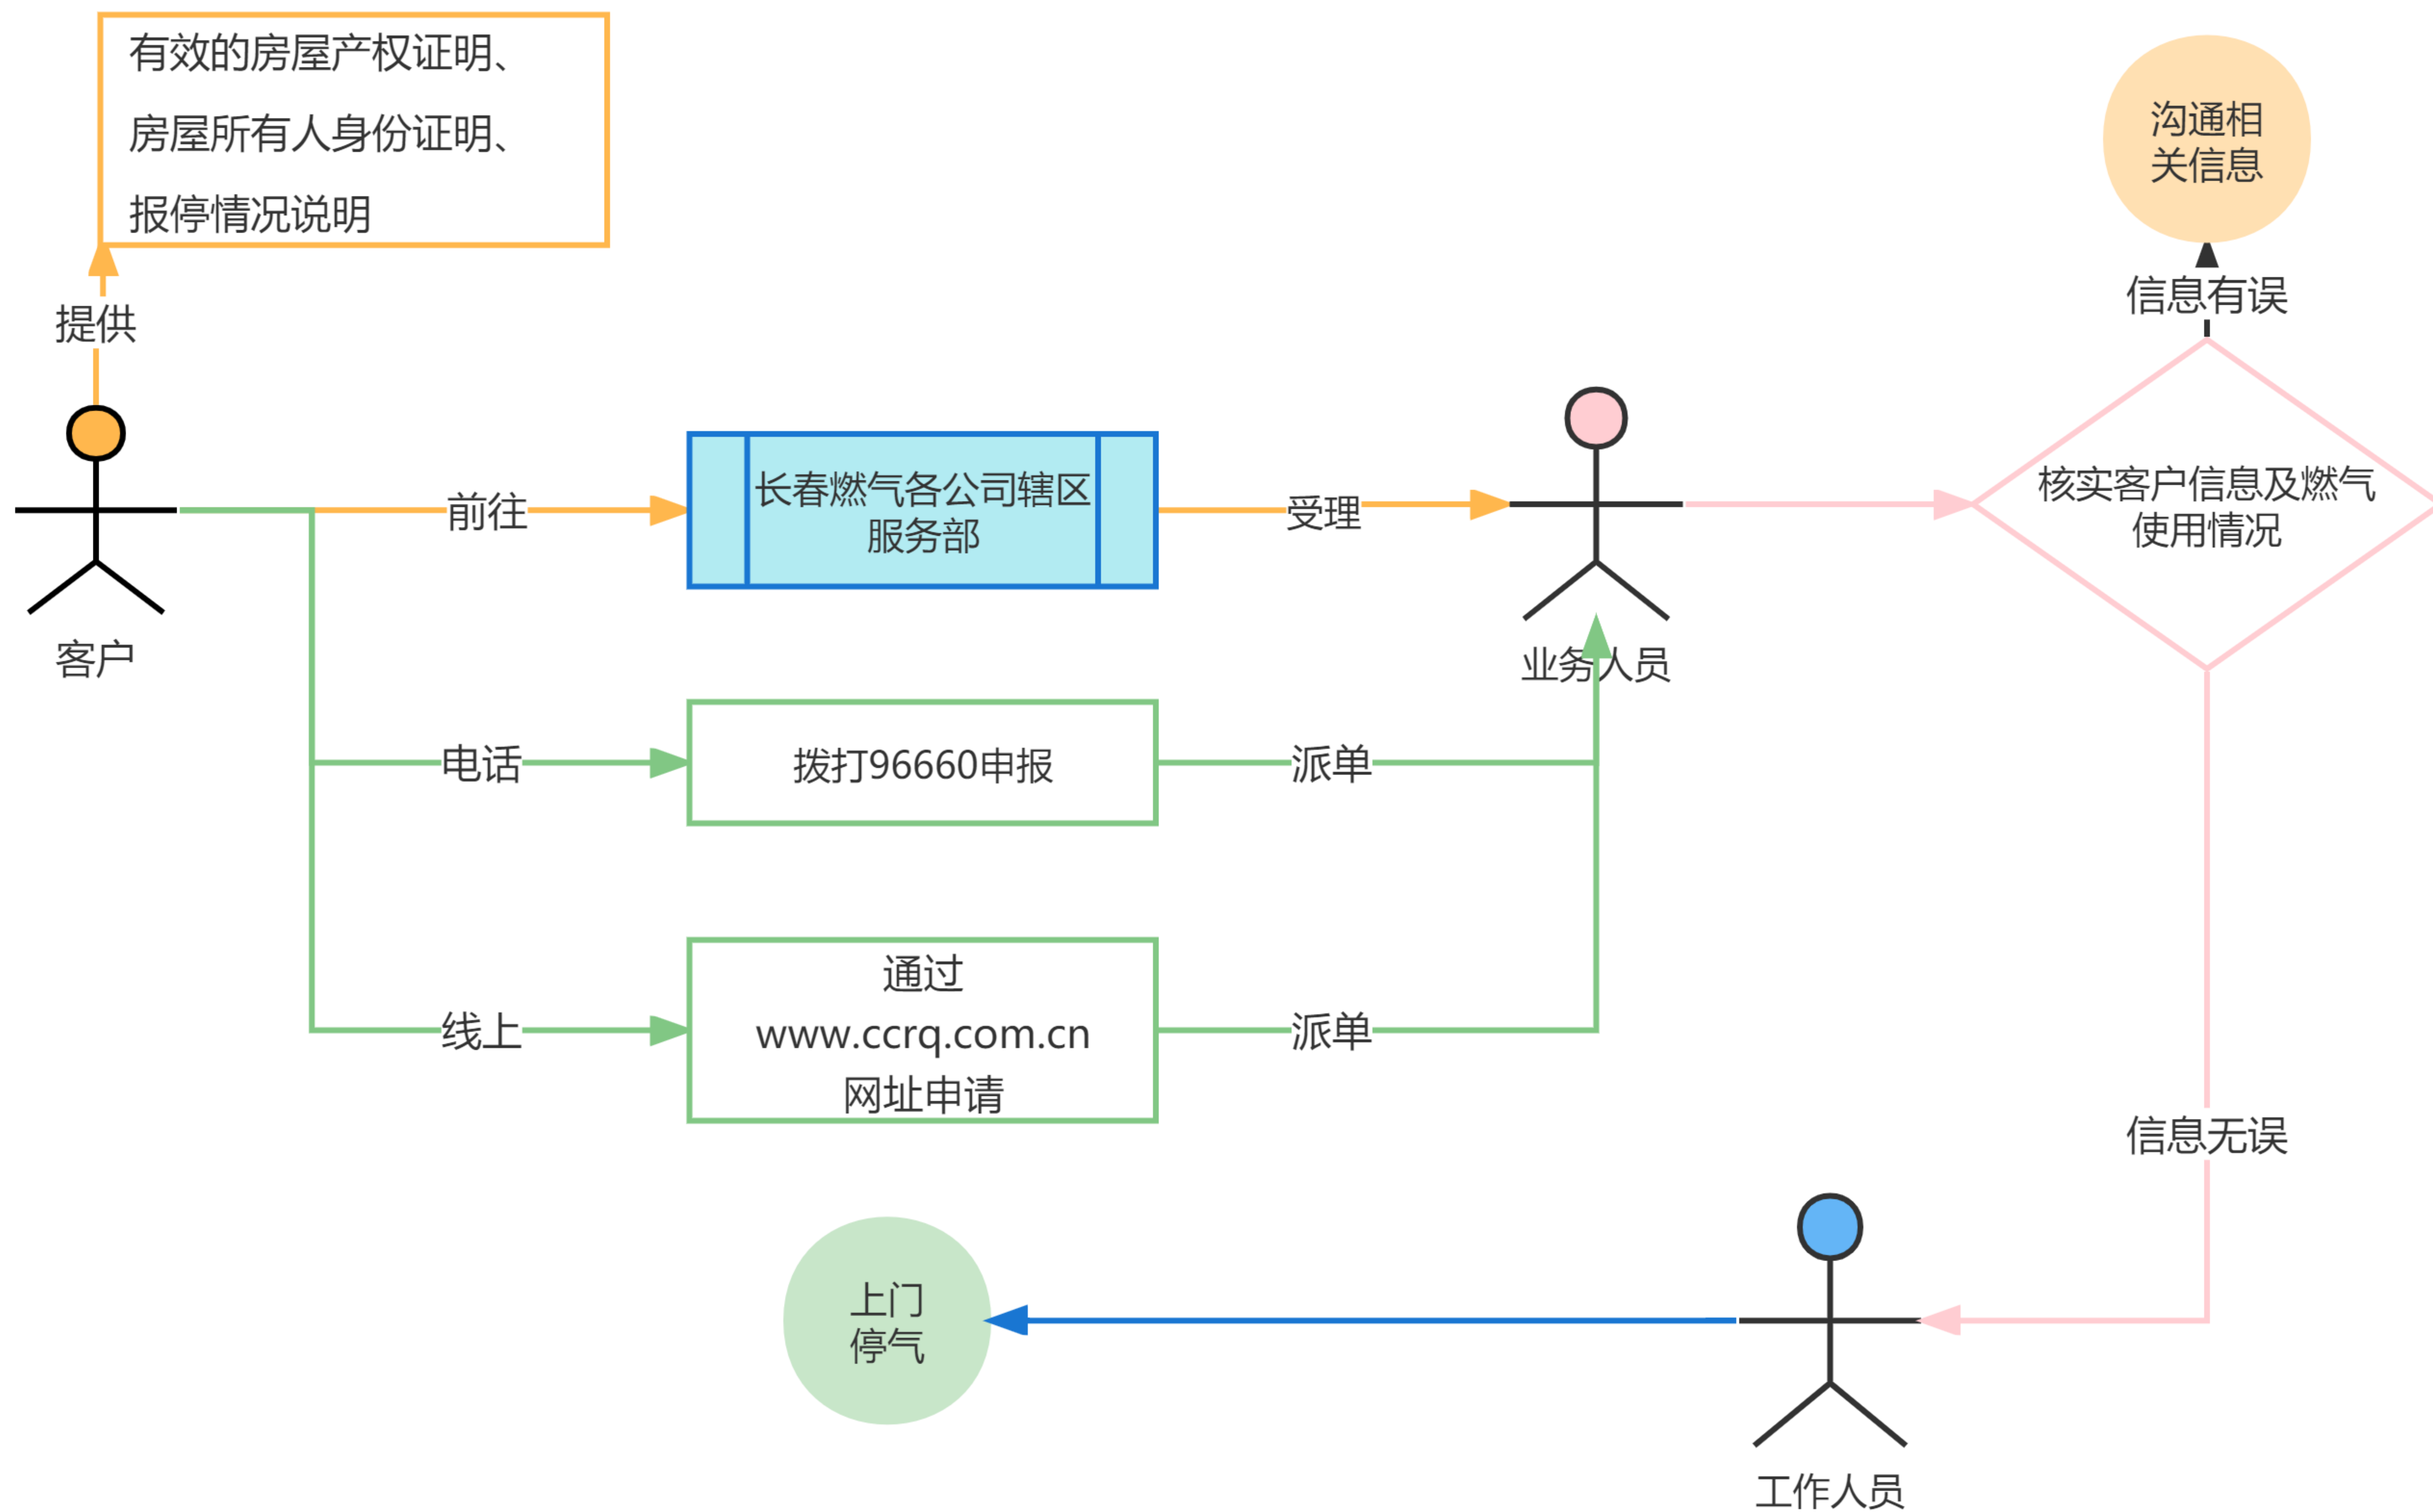 有效的房屋产权证明、
房屋所有人身份证明、
报停情况说明
沟通相
关信息
提供
信息有误
前往
长春燃气各公司辖区
服务部
受理
核实客户信息及燃气
使用情况
客户
业务人员
电话
拨打96660申报
派单
线上
通过
www.ccrq.com.cn
网址申请
派单
信息无误
上门
停气
工作人员